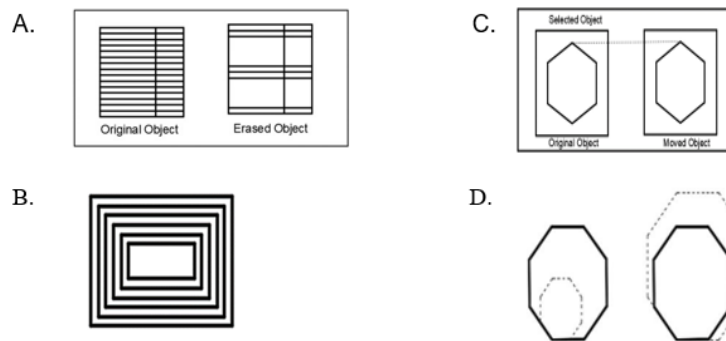 A.
Original Object
Erased Object
B.
C.
Selected Object
Original Object
Moved Object
D.